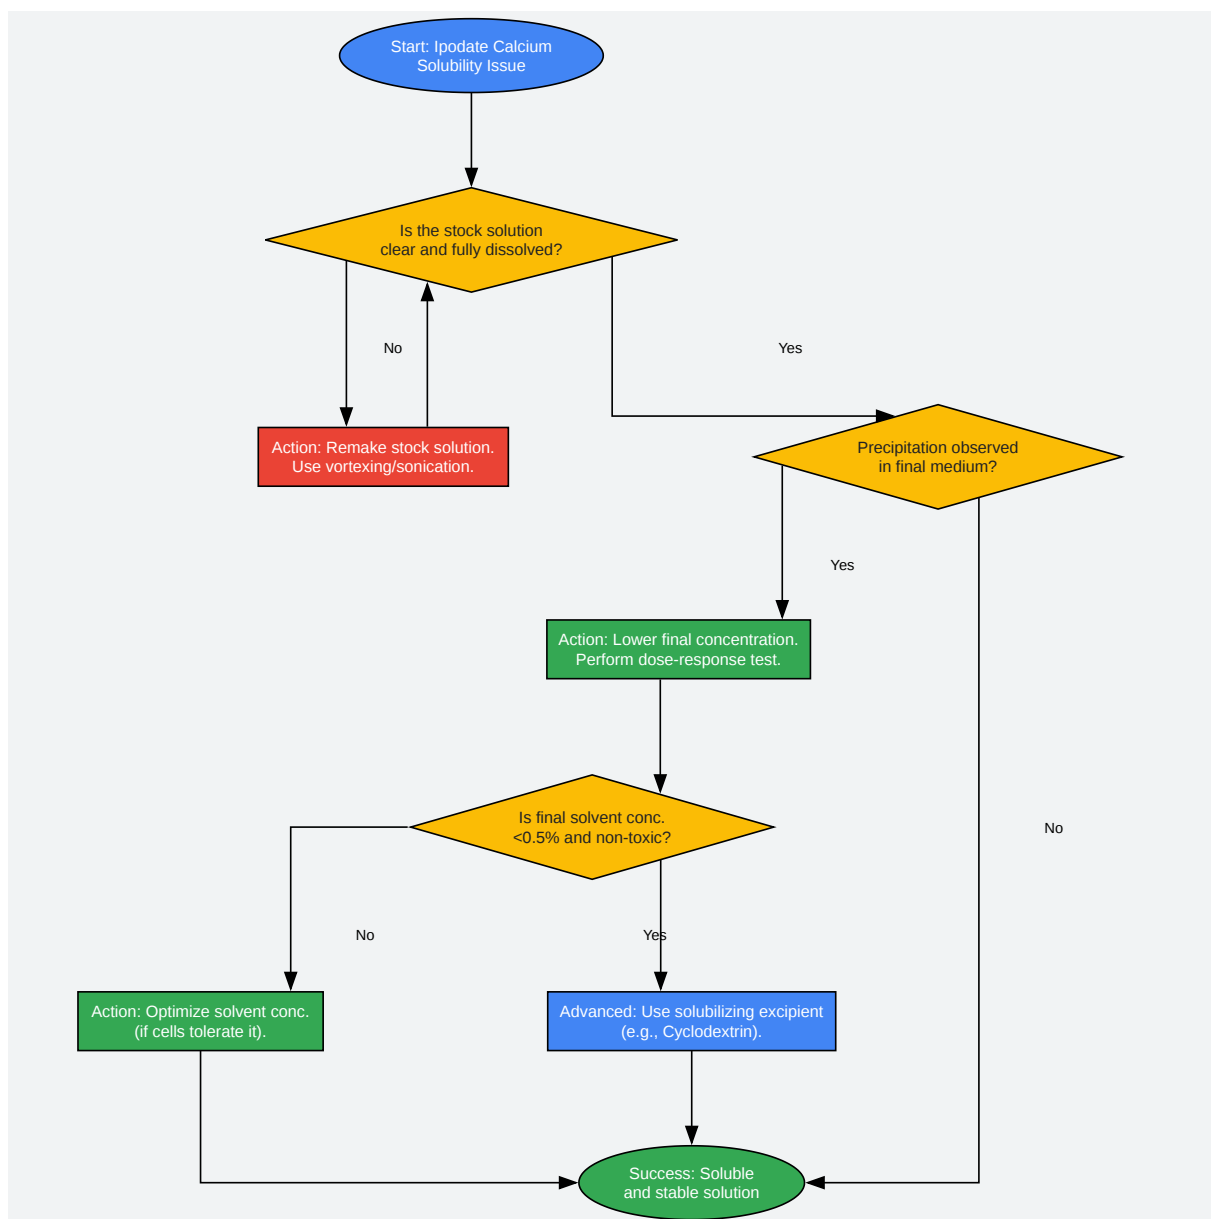 Start: Ipodate Calcium
Solubility Issue
Is the stock solution
clear and fully dissolved?
No
Yes
Action: Remake stock solution.
Use vortexing/sonication.
Precipitation observed
in final medium?
Yes
Action: Lower final concentration.
Perform dose-response test.
Is final solvent conc.
<0.5% and non-toxic?
No
No
Yes
Action: Optimize solvent conc.
(if cells tolerate it).
Advanced: Use solubilizing excipient
(e.g., Cyclodextrin).
Success: Soluble
and stable solution